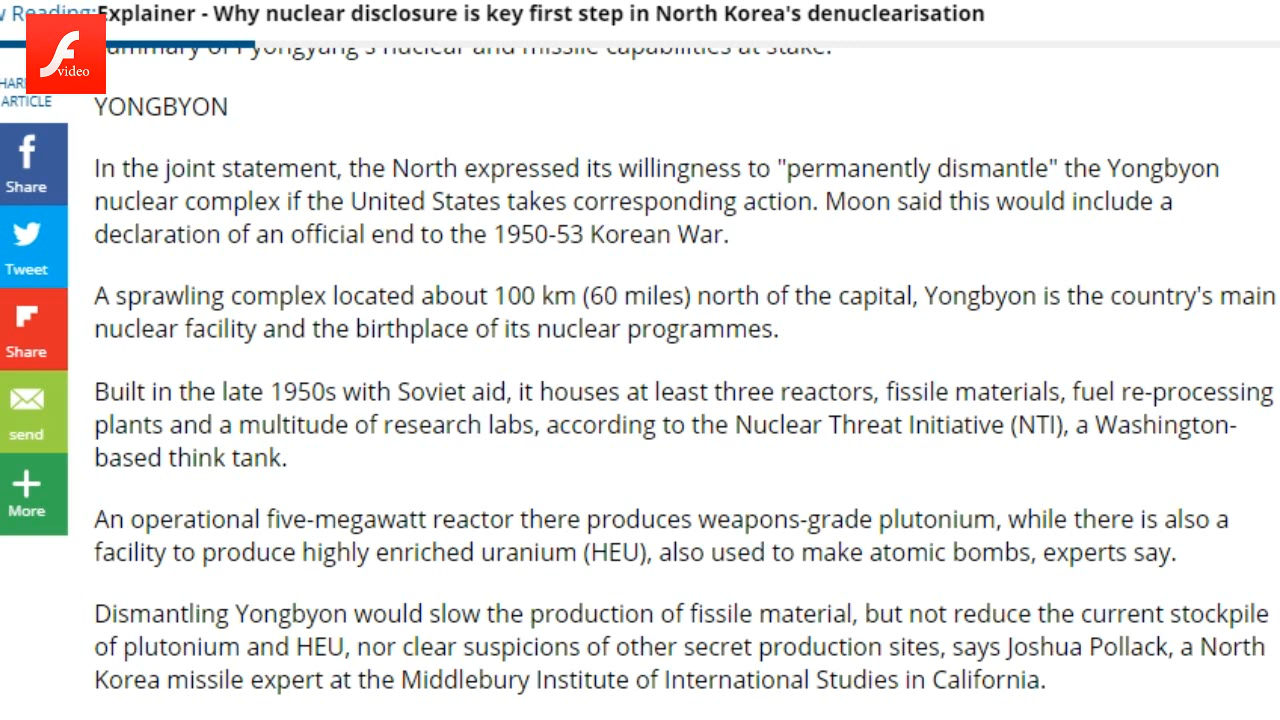 Reading:Explainer - Why nuclear disclosure is key first step in North Korea's denuclearisation
video
summary of Pyongyang's nuclear and missile capabilities at stake.
ARTICLE
YONGBYON
Share
In the joint statement, the North expressed its willingness to "permanently dismantle" the Yongbyon
nuclear complex if the United States takes corresponding action. Moon said this would include a
declaration of an official end to the 1950-53 Korean War.
Tweet
A sprawling complex located about 100 km (60 miles) north of the capital, Yongbyon is the country's main
nuclear facility and the birthplace of its nuclear programmes.
Share
Built in the late 1950s with Soviet aid, it houses at least three reactors, fissile materials, fuel re-processing
plants and a multitude of research labs, according to the Nuclear Threat Initiative (NTI), a Washington-
based think tank.
send
More
An operational five-megawatt reactor there produces weapons-grade plutonium, while there is also a
facility to produce highly enriched uranium (HEU), also used to make atomic bombs, experts say.
Dismantling Yongbyon would slow the production of fissile material, but not reduce the current stockpile
of plutonium and HEU, nor clear suspicions of other secret production sites, says Joshua Pollack, a North
Korea missile expert at the Middlebury Institute of International Studies in California.